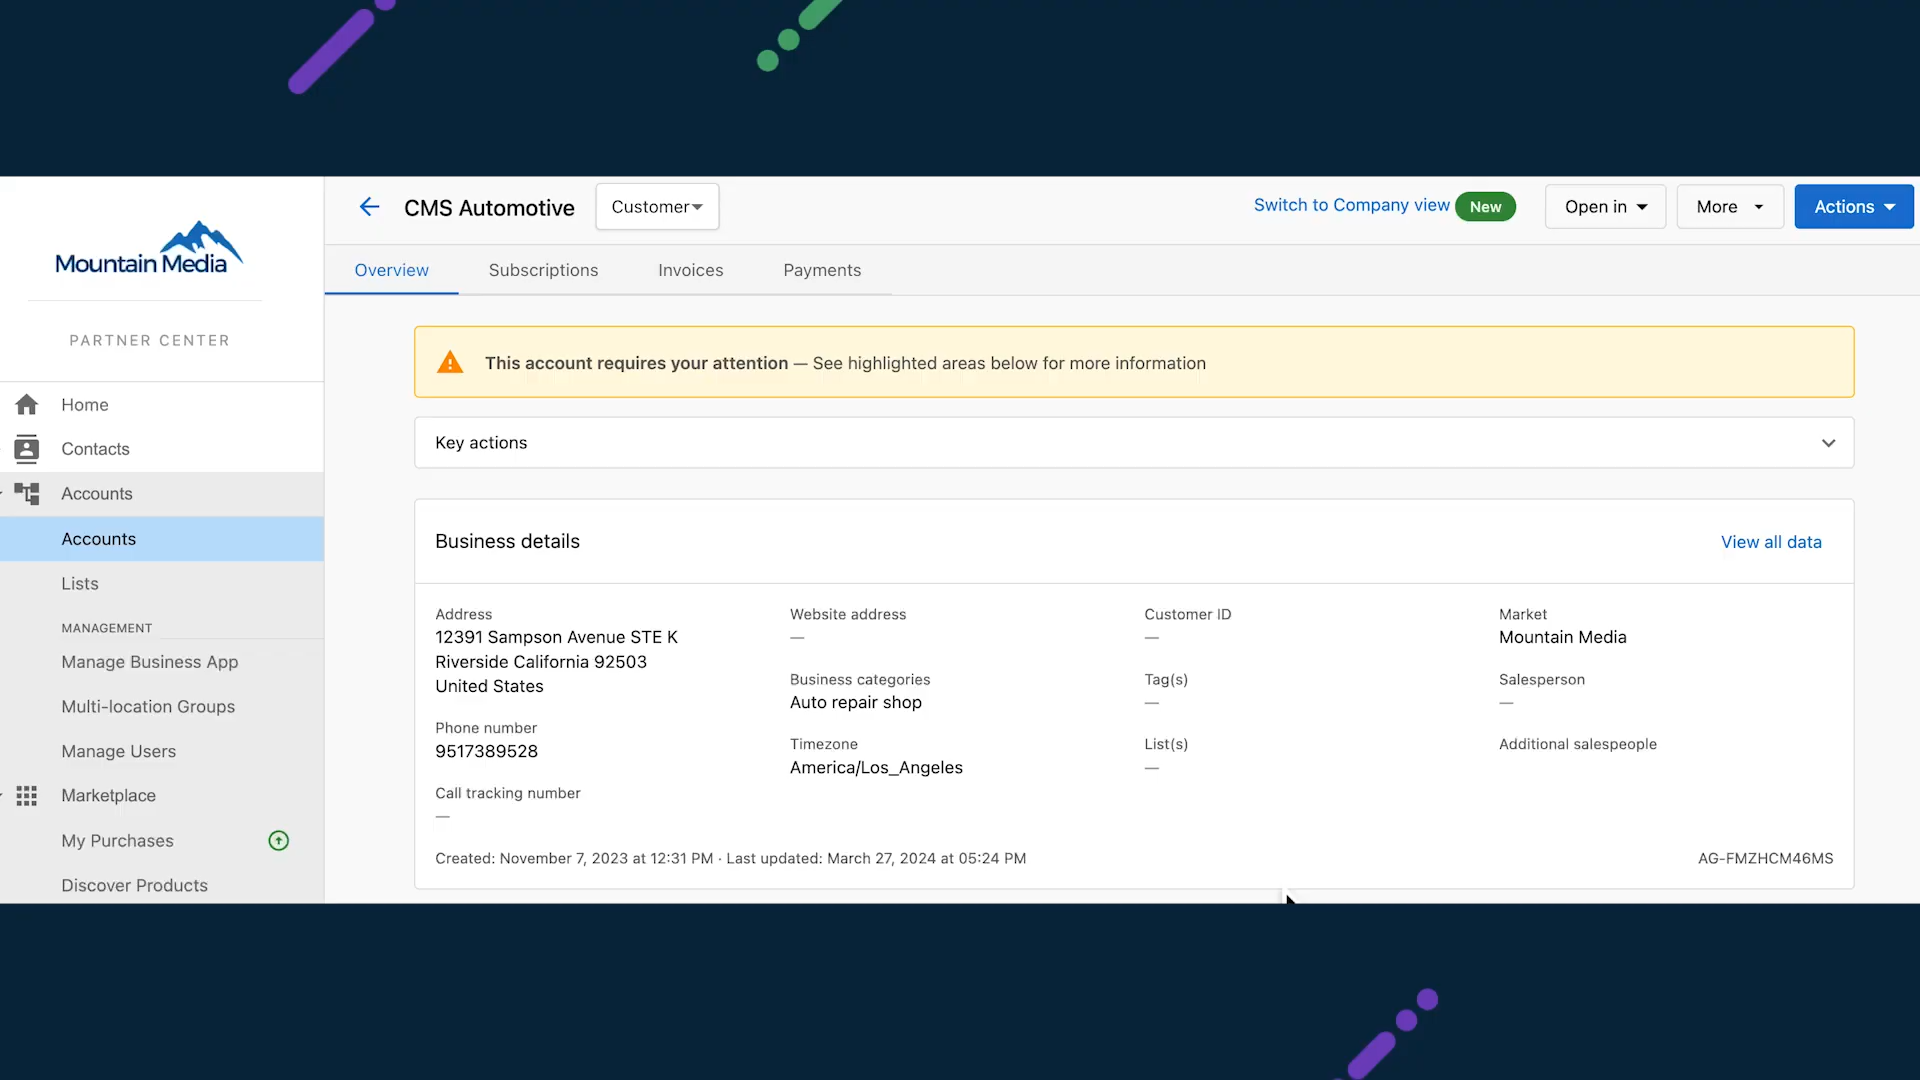 Mountain Media
PARTNER CENTER
Home
Contacts
Accounts
Accounts
Lists
MANAGEMENT
Manage Business App
Multi-location Groups
Manage Users
Marketplace
My Purchases
Discover Products
CMS Automotive
Customer
Switch to Company view New
Open in
More
Actions
Overview
Subscriptions
Invoices
Payments
This account requires your attention — See highlighted areas below for more information
Key actions
Business details
View all data
Address
12391 Sampson Avenue STE K
Riverside California 92503
United States
Phone number
9517389528
Call tracking number
—
Website address
—
Business categories
Auto repair shop
Timezone
America/Los_Angeles
Customer ID
—
Tag(s)
—
List(s)
—
Market
Mountain Media
Salesperson
—
Additional salespeople
Created: November 7, 2023 at 12:31 PM · Last updated: March 27, 2024 at 05:24 PM
AG-FMZHCM46MS